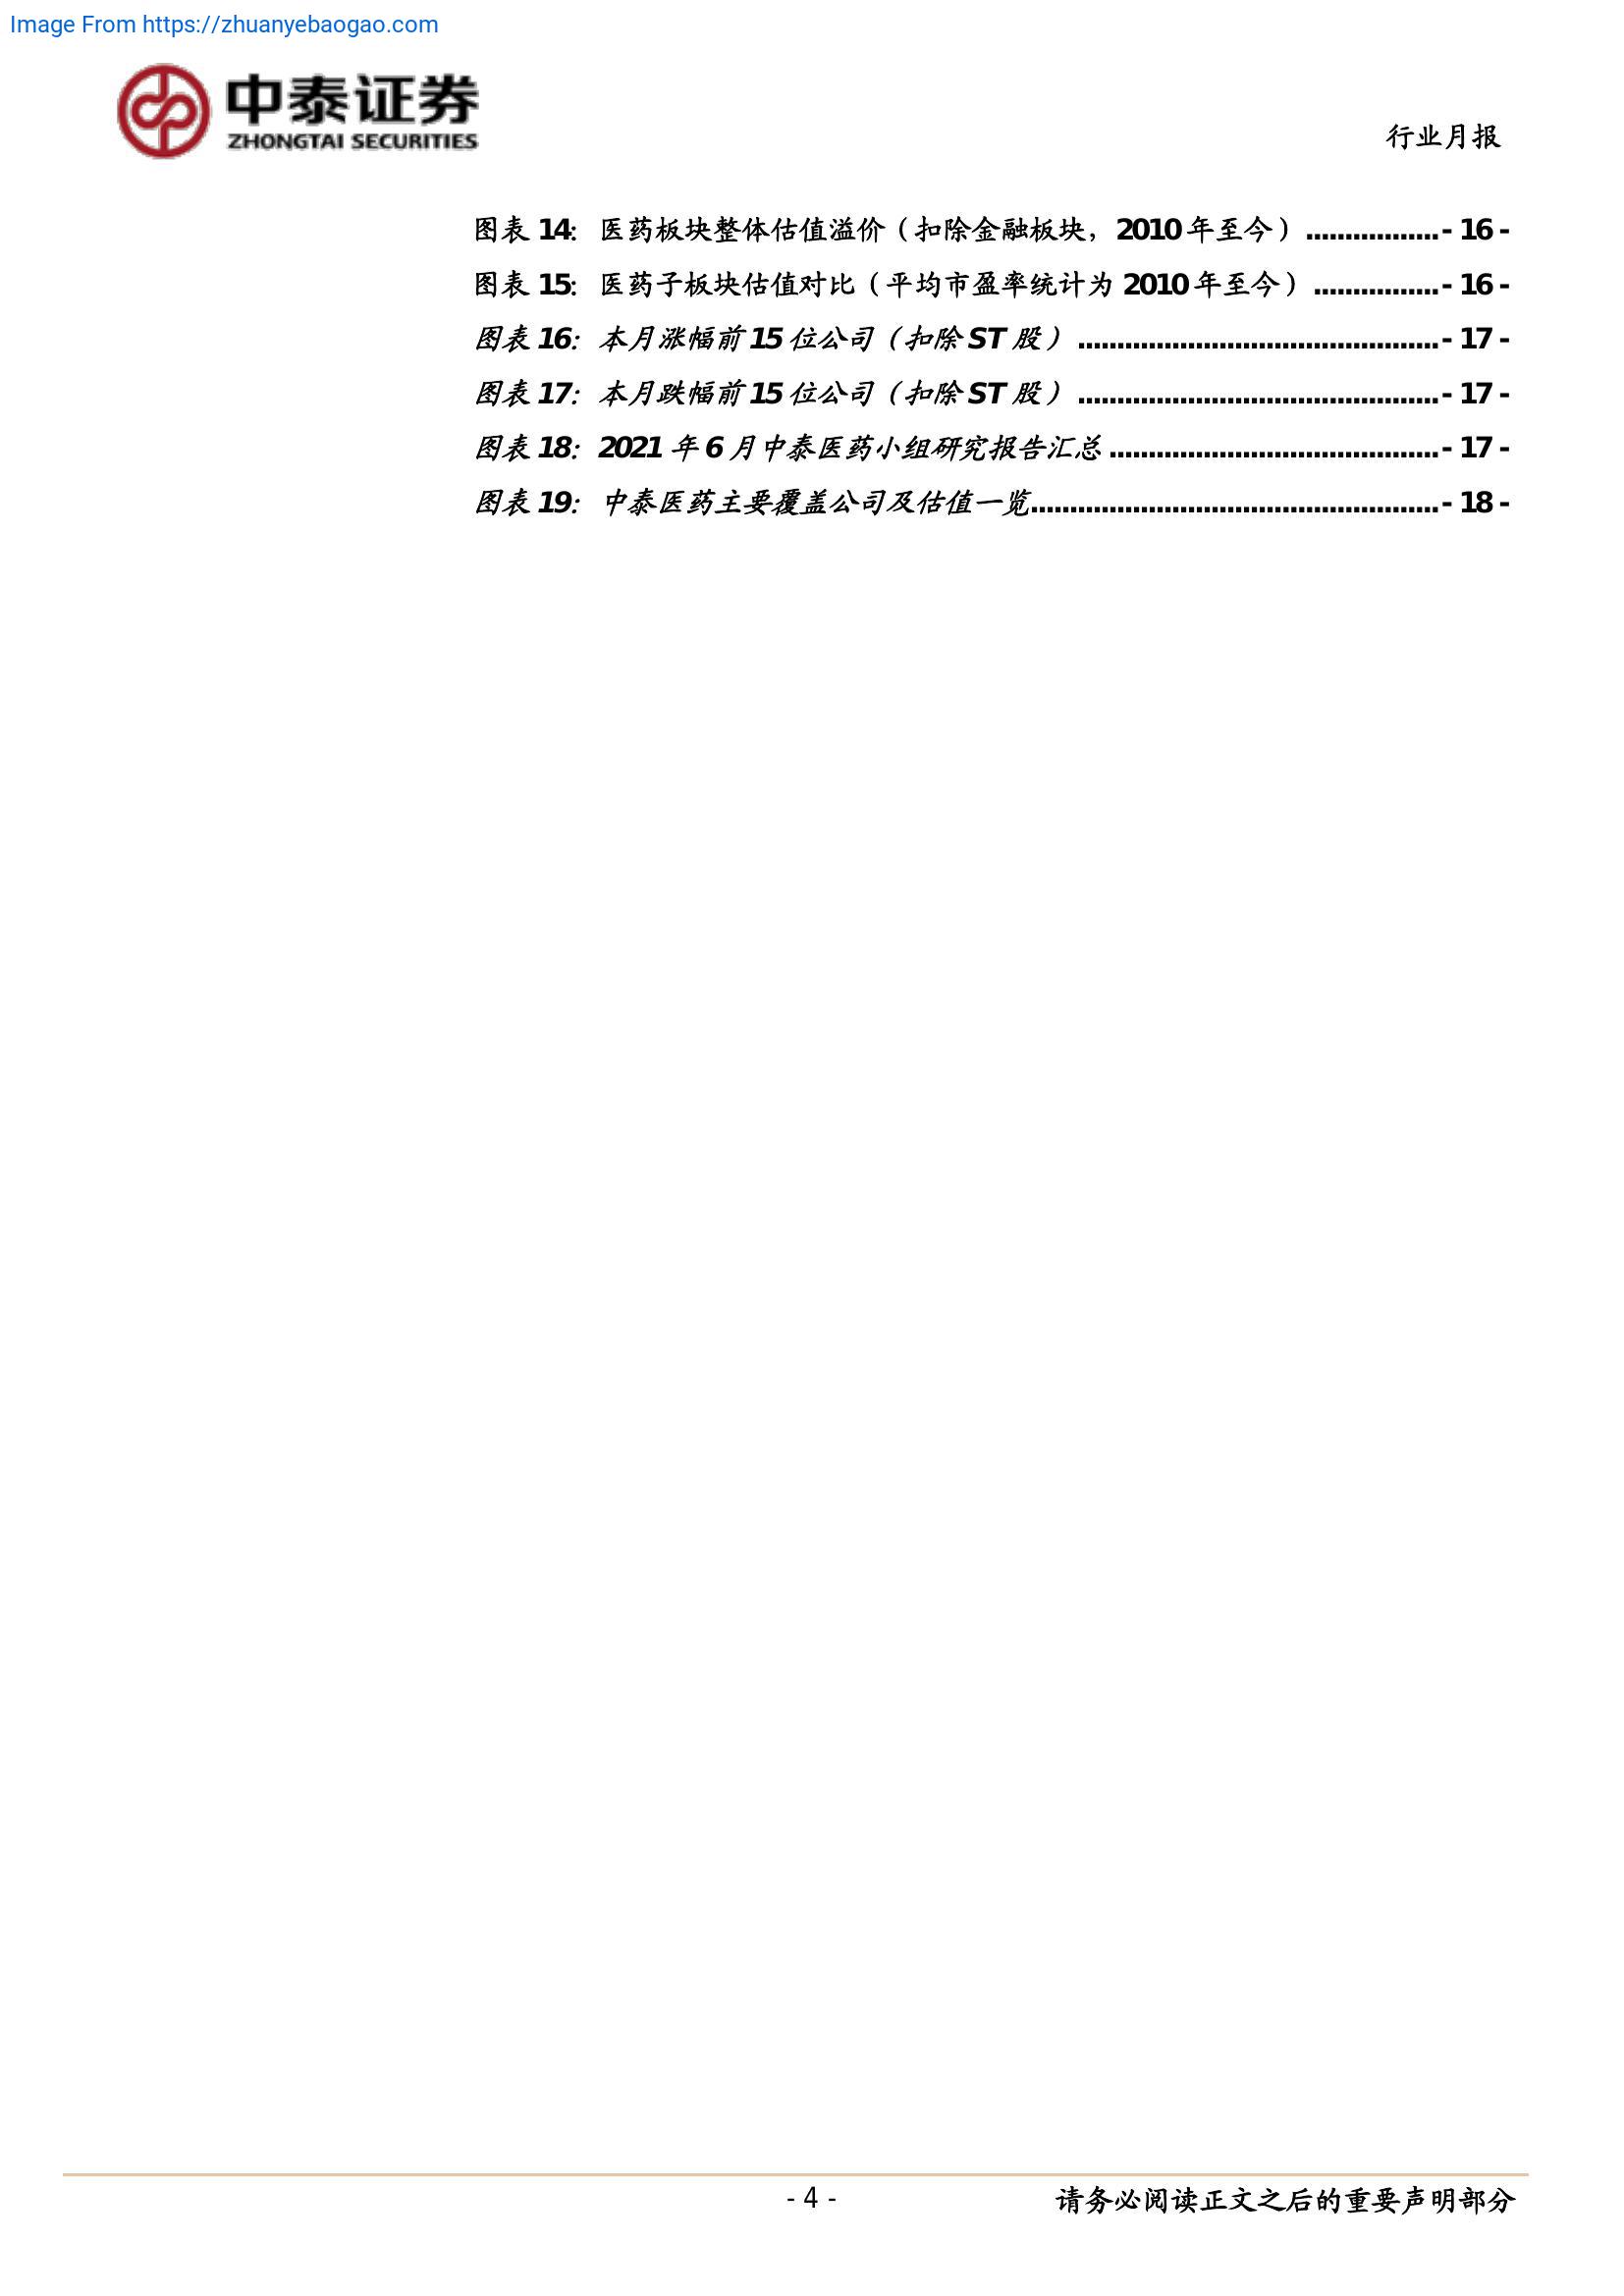 Image From https://zhuanyebaogao.com
中泰证券
ZHONGTAI SECURITIES
行业月报
图表 14：医药板块整体估值溢价（扣除金融板块，2010 年至今）.................- 16 -
图表 15：医药子板块估值对比（平均市盈率统计为 2010 年至今）................- 16 -
图表 16：本月涨幅前 15 位公司（扣除 ST 股）..............................................- 17 -
图表 17：本月跌幅前 15 位公司（扣除 ST 股）..............................................- 17 -
图表 18：2021 年 6 月中泰医药小组研究报告汇总..........................................- 17 -
图表 19：中泰医药主要覆盖公司及估值一览....................................................- 18 -
- 4 -
请务必阅读正文之后的重要声明部分